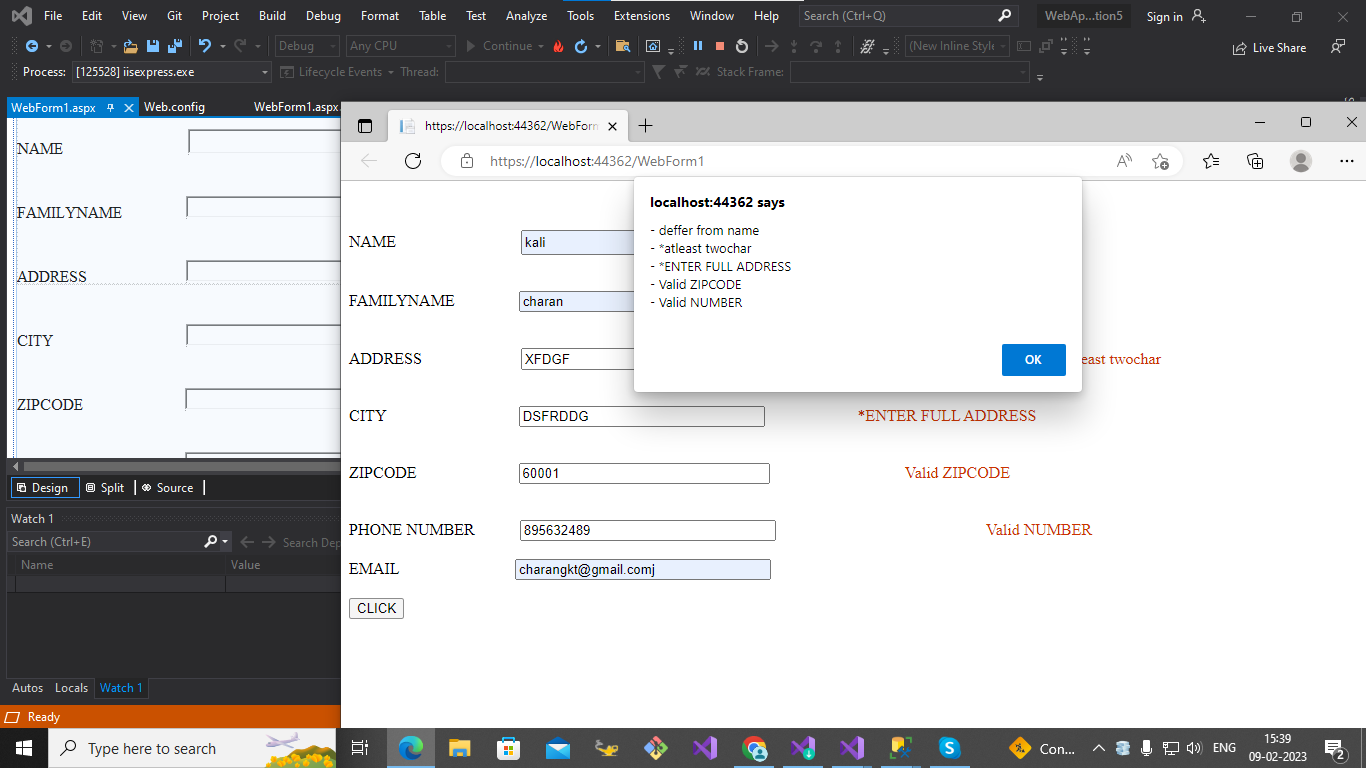 File Edit View Git Project Build Debug Format Table Test Analyze Tools Extensions Window Help Search (Ctrl+Q) WebAp...tion5 Sign in
Debug Any CPU Continue (New Inline Style
Live Share
Process: [125528] iisexpress.exe Lifecycle Events Thread: Stack Frame:
WebForm1.aspx Web.config WebForm1.aspx
NAME
FAMILYNAME
ADDRESS
CITY
ZIPCODE
Design Split Source
Watch 1
Search (Ctrl+E) Search Dep
Name Value
Autos Locals Watch 1
Ready
https://localhost:44362/WebForm
https://localhost:44362/WebForm1
localhost:44362 says
- deffer from name
- *atleast twochar
- *ENTER FULL ADDRESS
- Valid ZIPCODE
- Valid NUMBER
OK
NAME kali
FAMILYNAME charan
ADDRESS XFDGF east twochar
CITY DSFRDDG *ENTER FULL ADDRESS
ZIPCODE 60001 Valid ZIPCODE
PHONE NUMBER 895632489 Valid NUMBER
EMAIL charangkt@gmail.comj
CLICK
Type here to search
Con...
ENG
15:39
09-02-2023
2